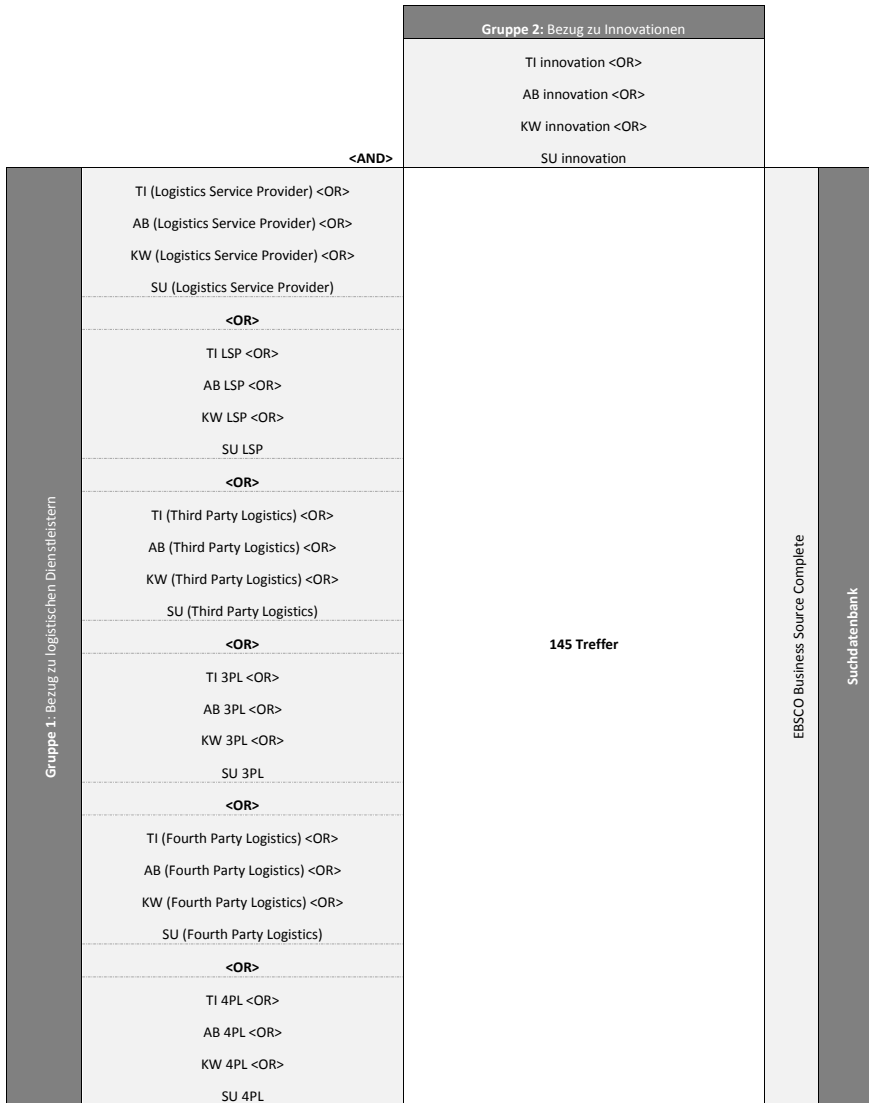 Gruppe 2: Bezug zu Innovationen
TI innovation <OR>
AB innovation <OR>
KW innovation <OR>
<AND>
SU innovation
Gruppe 1: Bezug zu logistischen Dienstleistern
TI (Logistics Service Provider) <OR>
AB (Logistics Service Provider) <OR>
KW (Logistics Service Provider) <OR>
SU (Logistics Service Provider)
<OR>
TI LSP <OR>
AB LSP <OR>
KW LSP <OR>
SU LSP
<OR>
TI (Third Party Logistics) <OR>
AB (Third Party Logistics) <OR>
KW (Third Party Logistics) <OR>
SU (Third Party Logistics)
<OR>
TI 3PL <OR>
AB 3PL <OR>
KW 3PL <OR>
SU 3PL
<OR>
TI (Fourth Party Logistics) <OR>
AB (Fourth Party Logistics) <OR>
KW (Fourth Party Logistics) <OR>
SU (Fourth Party Logistics)
<OR>
TI 4PL <OR>
AB 4PL <OR>
KW 4PL <OR>
SU 4PL
145 Treffer
EBSCO Business Source Complete
Suchdatenbank